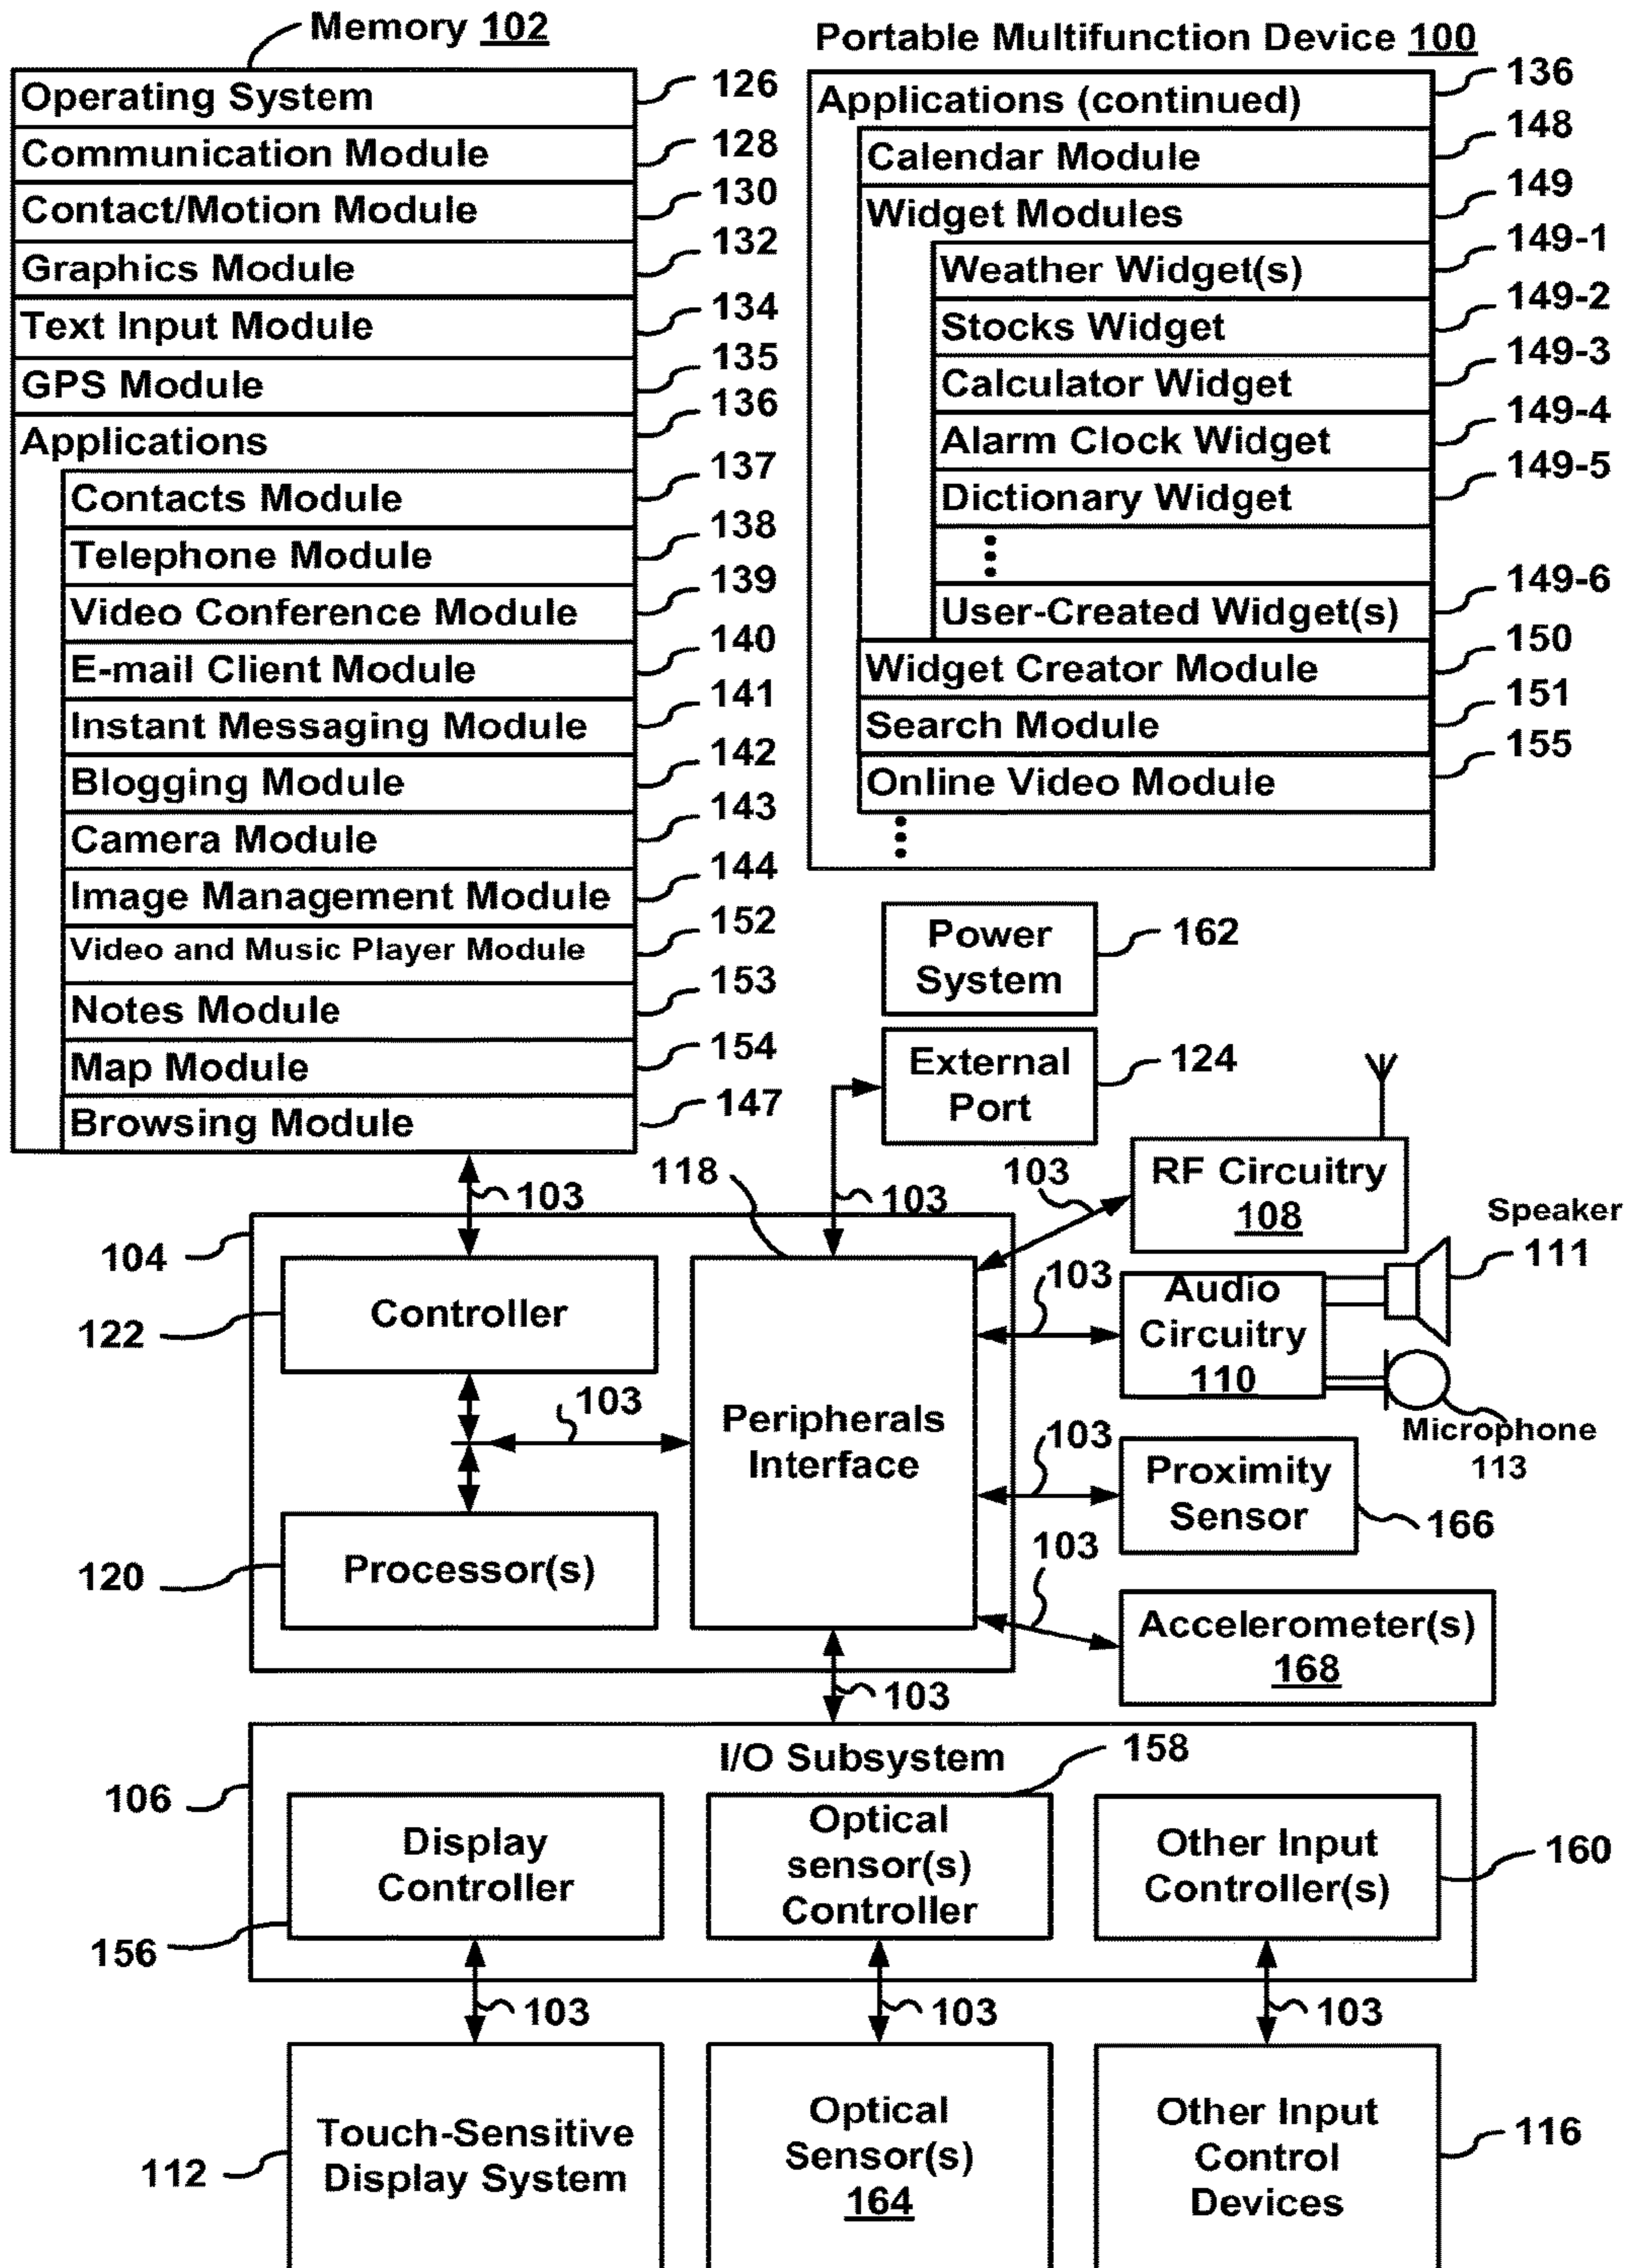 Memory 102
Operating System 126
Communication Module 128
Contact/Motion Module 130
Graphics Module 132
Text Input Module 134
GPS Module 135
Applications 136
Contacts Module 137
Telephone Module 138
Video Conference Module 139
E-mail Client Module 140
Instant Messaging Module 141
Blogging Module 142
Camera Module 143
Image Management Module 144
Video and Music Player Module 152
Notes Module 153
Map Module 154
Browsing Module 147
Portable Multifunction Device 100
Applications (continued) 136
Calendar Module 148
Widget Modules 149
Weather Widget(s) 149-1
Stocks Widget 149-2
Calculator Widget 149-3
Alarm Clock Widget 149-4
Dictionary Widget 149-5
User-Created Widget(s) 149-6
Widget Creator Module 150
Search Module 151
Online Video Module 155
Power
System
162
External
Port
124
103
118
103
103
RF Circuitry
108
Speaker
111
104
Controller
122
103
Audio
Circuitry
110
Microphone
113
103
Peripherals
Interface
103
Proximity
Sensor
166
Processor(s)
120
103
Accelerometer(s)
168
103
I/O Subsystem
106
158
Display
Controller
156
Optical
sensor(s)
Controller
Other Input
Controller(s)
160
103
103
103
Touch-Sensitive
Display System
112
Optical
Sensor(s)
164
Other Input
Control
Devices
116